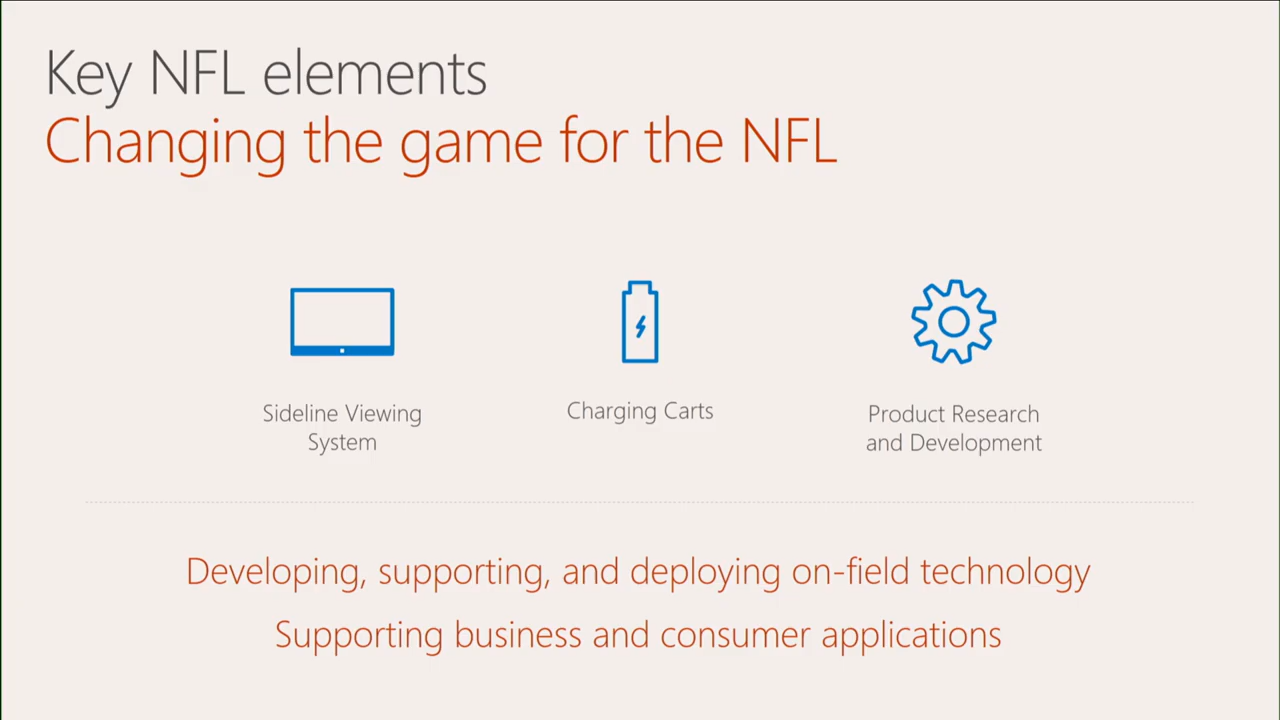 Key NFL elements
Changing the game for the NFL
Sideline Viewing
System
Charging Carts
Product Research
and Development
Developing, supporting, and deploying on-field technology
Supporting business and consumer applications